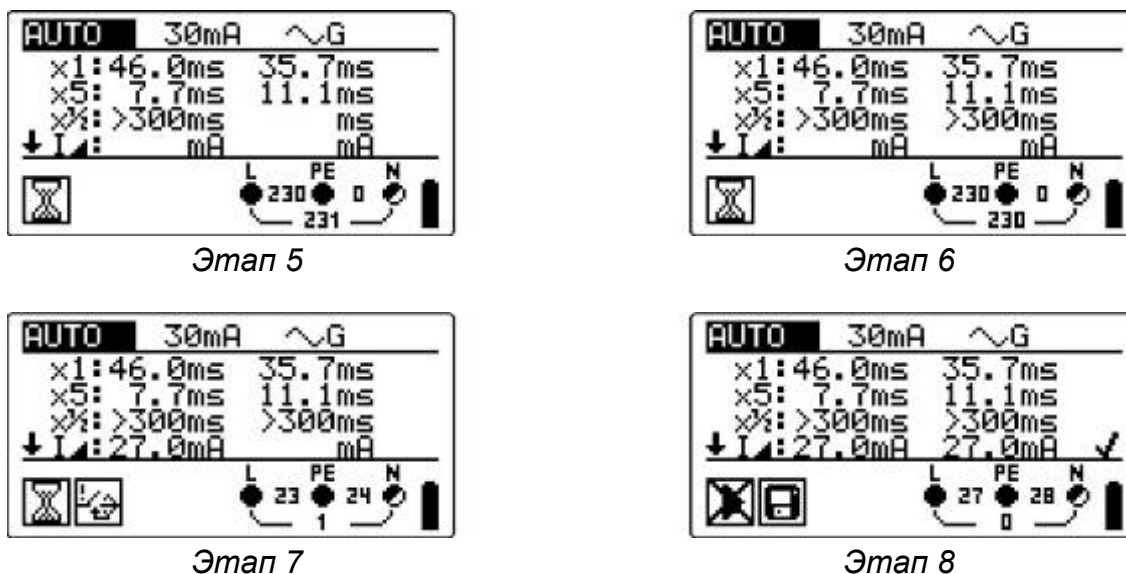 AUTO 30mA G
x1:46.0ms 35.7ms
x5: 7.7ms 11.1ms
x½: >300ms ms
I: mA mA
L PE N
230 0
231
Этап 5
AUTO 30mA G
x1:46.0ms 35.7ms
x5: 7.7ms 11.1ms
x½: >300ms >300ms
I: mA mA
L PE N
230 0
230
Этап 6
AUTO 30mA G
x1:46.0ms 35.7ms
x5: 7.7ms 11.1ms
x½: >300ms >300ms
I:27.0mA mA
L PE N
23 24
1
Этап 7
AUTO 30mA G
x1:46.0ms 35.7ms
x5: 7.7ms 11.1ms
x½: >300ms >300ms
I:27.0mA 27.0mA
L PE N
27 28
0
Этап 8